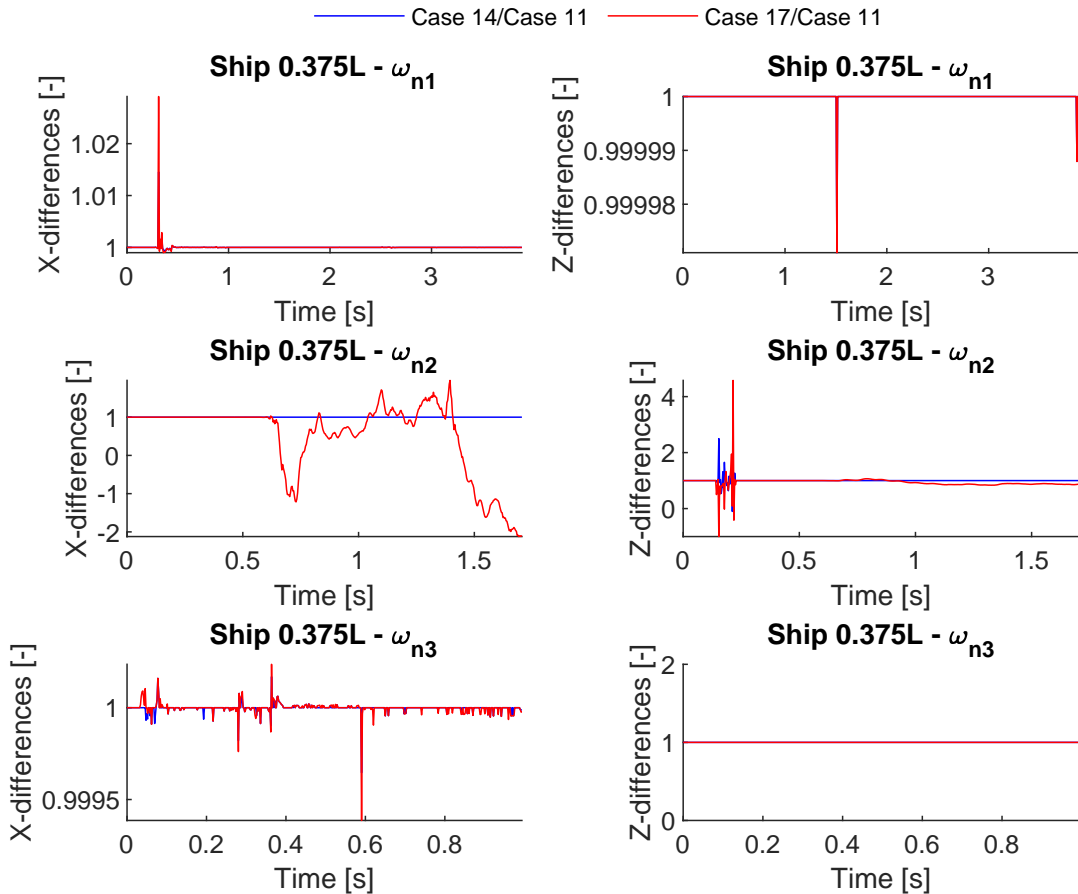 Case 14/Case 11 Case 17/Case 11
Ship 0.375L - ωn1
X-differences [-]
1.02
1.01
1
0 1 2 3
Time [s]
Ship 0.375L - ωn1
Z-differences [-]
1
0.99999
0.99998
0 1 2 3
Time [s]
Ship 0.375L - ωn2
X-differences [-]
1
0
-1
-2
0 0.5 1 1.5
Time [s]
Ship 0.375L - ωn2
Z-differences [-]
4
2
0
0 0.5 1 1.5
Time [s]
Ship 0.375L - ωn3
X-differences [-]
1
0.9995
0 0.2 0.4 0.6 0.8
Time [s]
Ship 0.375L - ωn3
Z-differences [-]
2
1
0
0 0.2 0.4 0.6 0.8
Time [s]